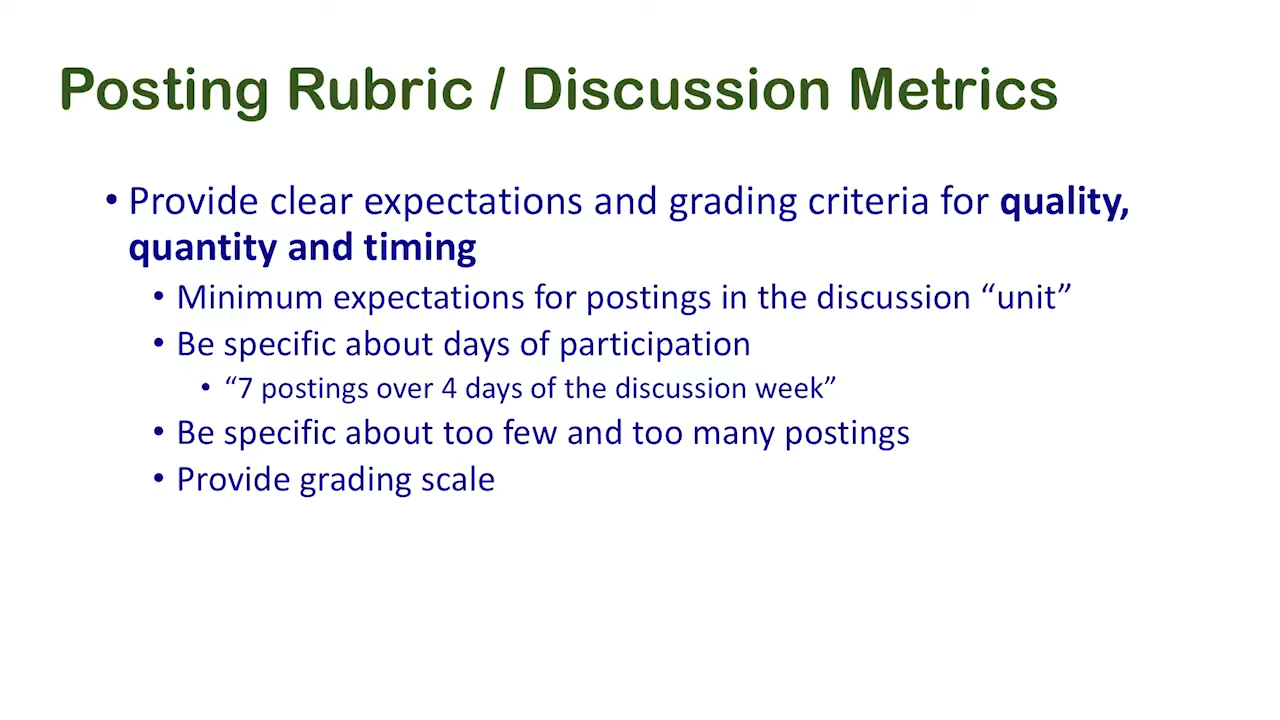 Posting Rubric / Discussion Metrics
• Provide clear expectations and grading criteria for quality,
quantity and timing
• Minimum expectations for postings in the discussion “unit”
• Be specific about days of participation
• “7 postings over 4 days of the discussion week”
• Be specific about too few and too many postings
• Provide grading scale